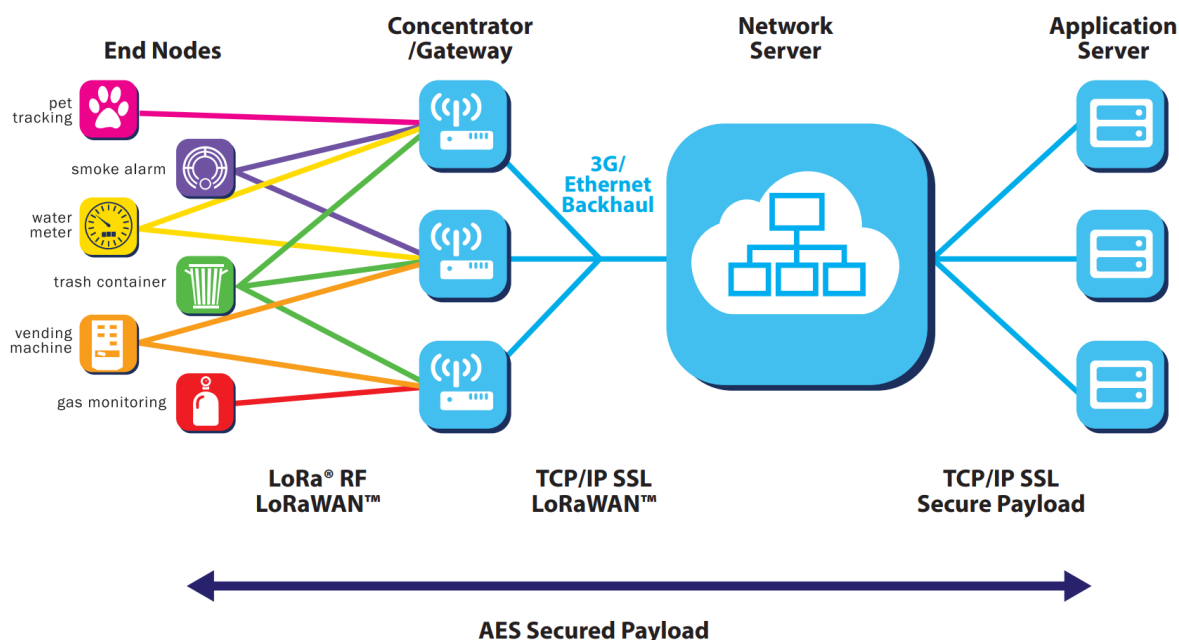 End Nodes
Concentrator
/Gateway
Network
Server
Application
Server
pet
tracking
smoke alarm
water
meter
trash container
vending
machine
gas monitoring
3G/
Ethernet
Backhaul
LoRa® RF
LoRaWAN™
TCP/IP SSL
LoRaWAN™
TCP/IP SSL
Secure Payload
AES Secured Payload